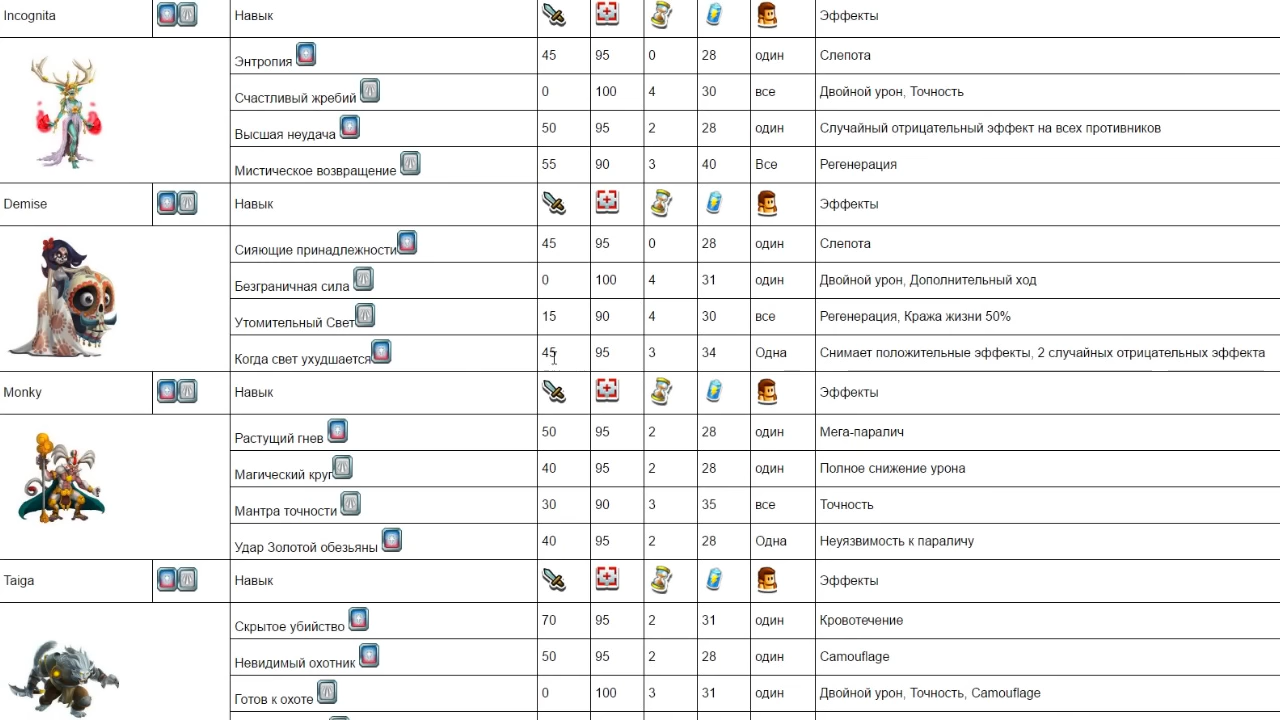 Incognita Навык Эффекты
Энтропия 45 95 0 28 один Слепота
Счастливый жребий 0 100 4 30 все Двойной урон, Точность
Высшая неудача 50 95 2 28 один Случайный отрицательный эффект на всех противников
Мистическое возвращение 55 90 3 40 Все Регенерация
Demise Навык Эффекты
Сияющие принадлежности 45 95 0 28 один Слепота
Безграничная сила 0 100 4 31 один Двойной урон, Дополнительный ход
Утомительный Свет 15 90 4 30 все Регенерация, Кража жизни 50%
Когда свет ухудшается 45 95 3 34 Одна Снимает положительные эффекты, 2 случайных отрицательных эффекта
Monky Навык Эффекты
Растущий гнев 50 95 2 28 один Мега-паралич
Магический круг 40 95 2 28 один Полное снижение урона
Мантра точности 30 90 3 35 все Точность
Удар Золотой обезьяны 40 95 2 28 Одна Неуязвимость к параличу
Taiga Навык Эффекты
Скрытое убийство 70 95 2 31 один Кровотечение
Невидимый охотник 50 95 2 28 один Camouflage
Готов к охоте 0 100 3 31 один Двойной урон, Точность, Camouflage